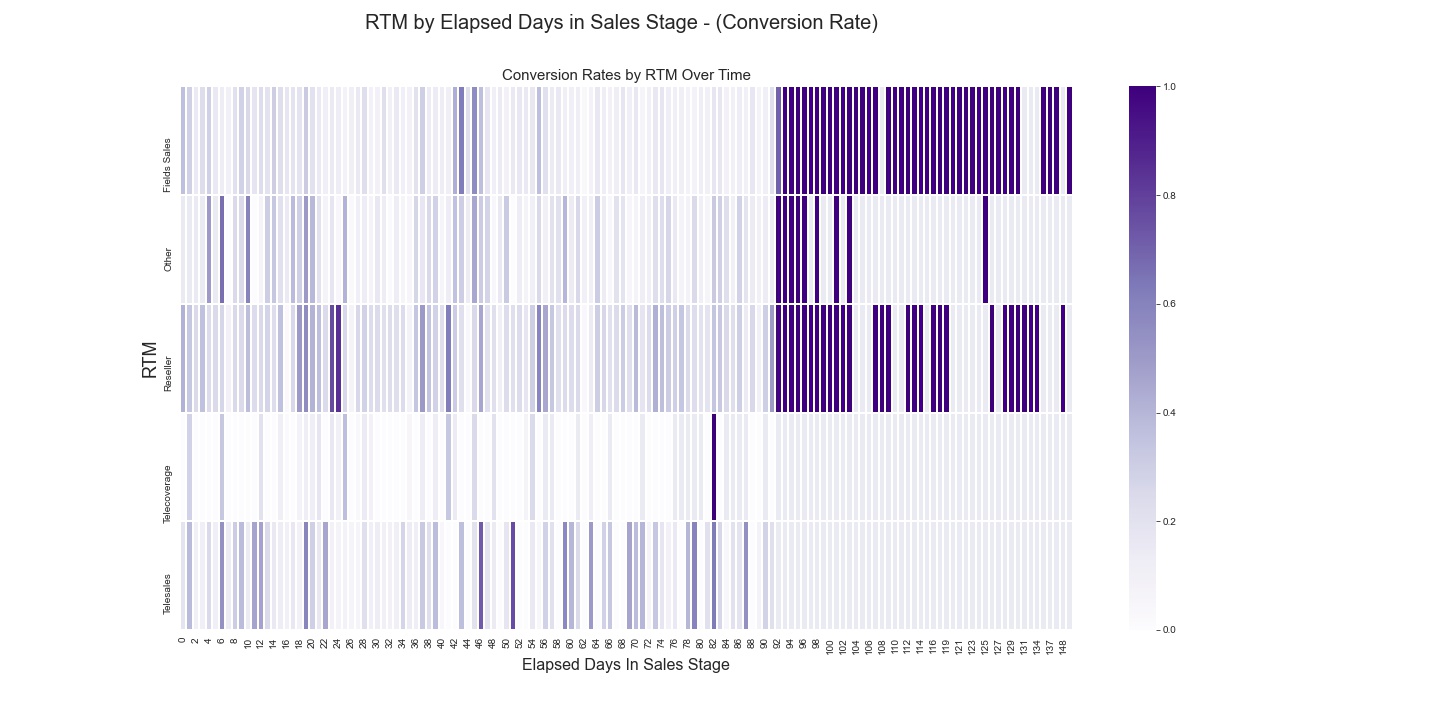 RTM by Elapsed Days in Sales Stage - (Conversion Rate)
Conversion Rates by RTM Over Time
RTM
Fields Sales
Other
Reseller
Telecoverage
Telesales
0 2 4 6 8 10 12 14 16 18 20 22 24 26 28 30 32 34 36 38 40 42 44 46 48 50 52 54 56 58 60 62 64 66 68 70 72 74 76 78 80 82 84 86 88 90 92 94 96 98 100 102 104 106 108 110 112 114 116 119 121 123 125 127 129 131 134 137 148
Elapsed Days In Sales Stage
1.0
0.8
0.6
0.4
0.2
0.0